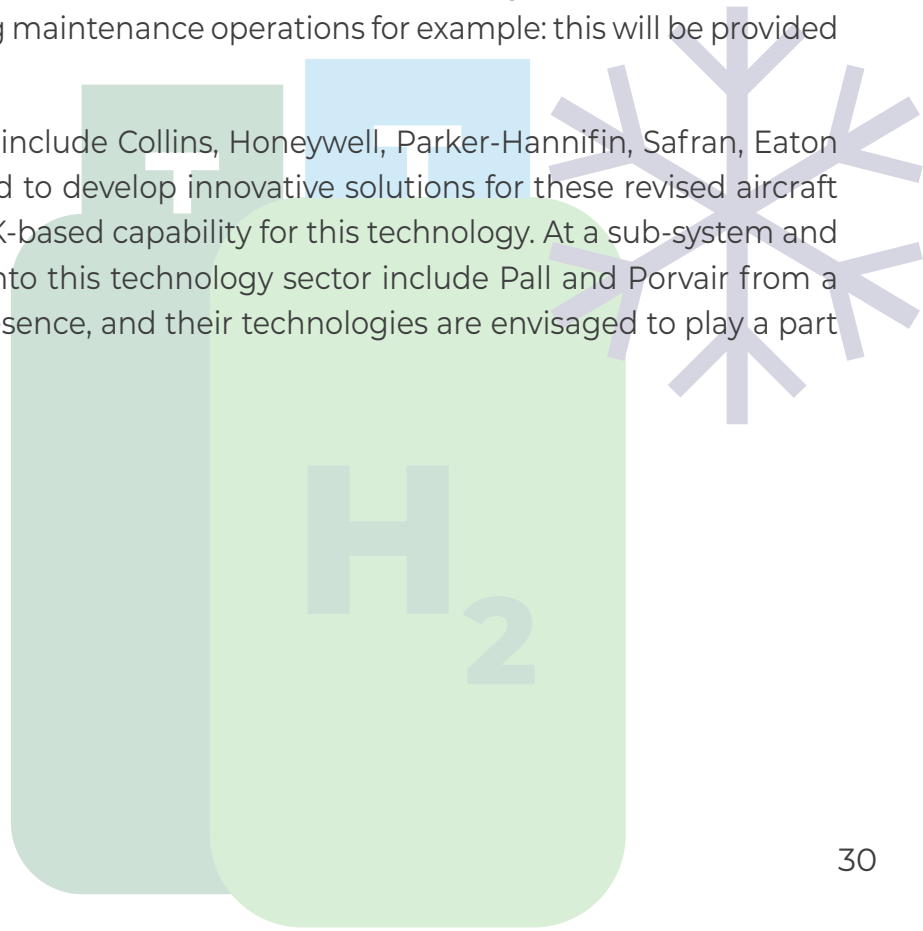 maintenance operations for example: this will be provided
include Collins, Honeywell, Parker-Hannifin, Safran, Eaton
to develop innovative solutions for these revised aircraft
-based capability for this technology. At a sub-system and
this technology sector include Pall and Porvair from a
and their technologies are envisaged to play a part
H2
30